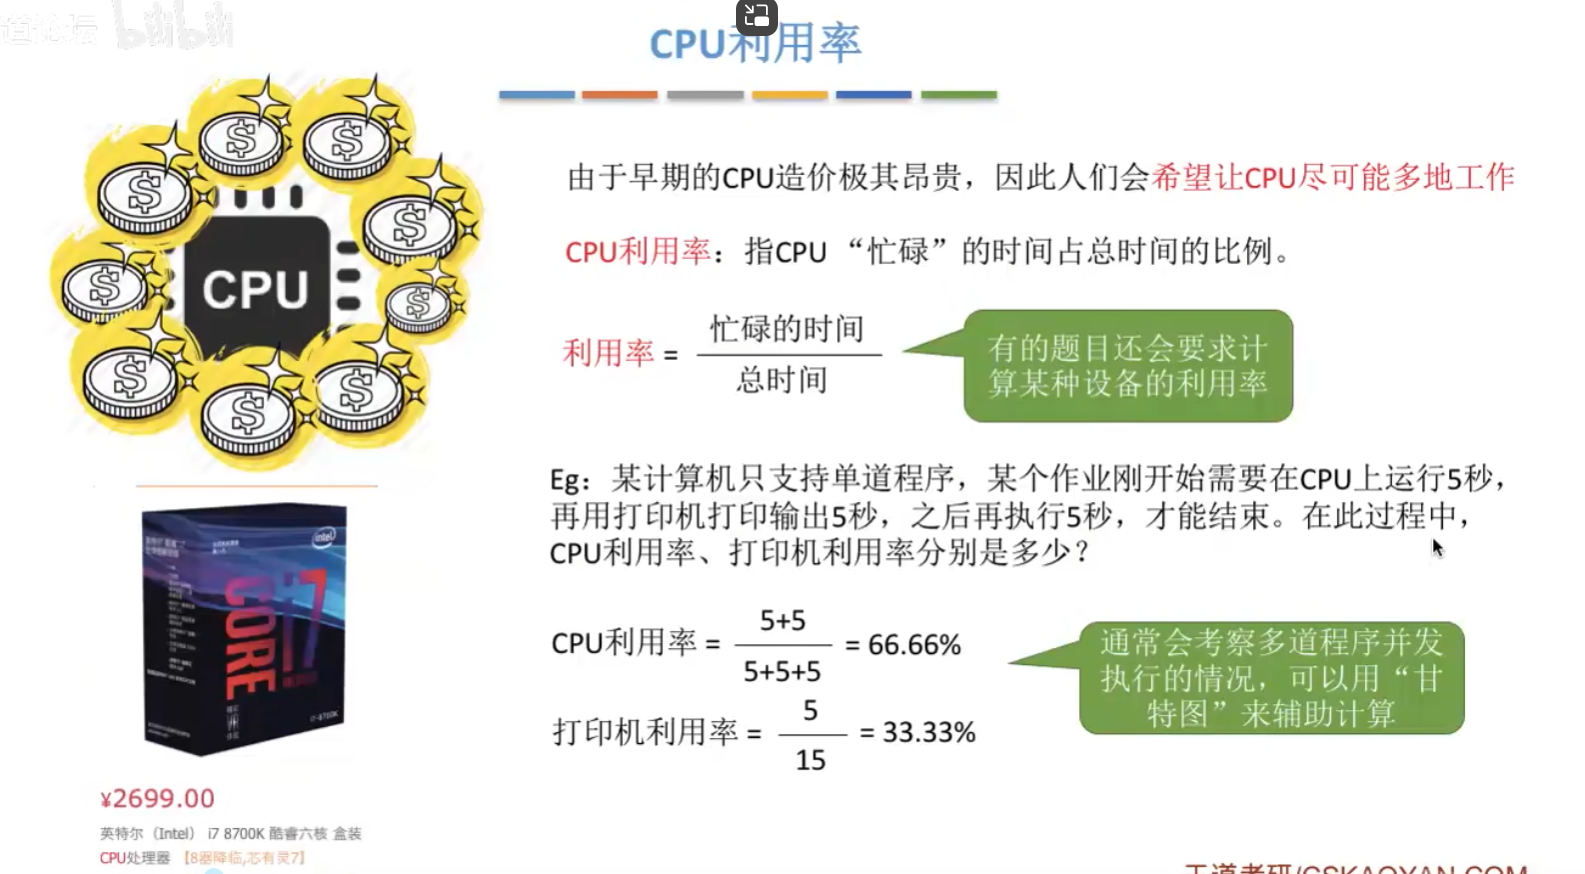 bilibili
CPU利用率
由于早期的CPU造价极其昂贵，因此人们会希望让CPU尽可能多地工作
CPU利用率：指CPU “忙碌”的时间占总时间的比例。
利用率 =
忙碌的时间
总时间
有的题目还会要求计
算某种设备的利用率
CPU
Eg：某计算机只支持单道程序，某个作业刚开始需要在CPU上运行5秒，
再用打印机打印输出5秒，之后再执行5秒，才能结束。在此过程中，
CPU利用率、打印机利用率分别是多少？
CPU利用率 =
5+5
5+5+5
= 66.66%
打印机利用率 =
5
15
= 33.33%
通常会考察多道程序并发
执行的情况，可以用“甘
特图”来辅助计算
intel
CORE
i7
i7-8700K
¥2699.00
英特尔（Intel） i7 8700K 酷睿六核 盒装
CPU处理器 【8器降临,芯有灵7】
王道考研/CSKAOYAN.COM